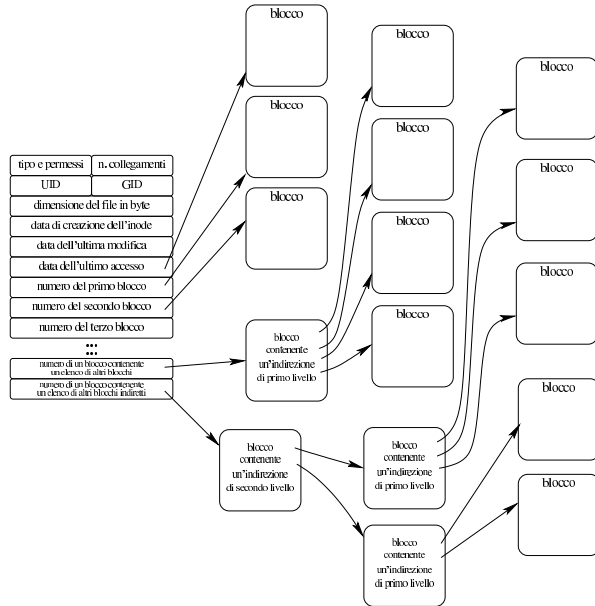 blocco
blocco
blocco
blocco
blocco
tipo e permessi
n. collegamenti
blocco
UID
GID
blocco
dimensione del file in byte
data di creazione dell'inode
blocco
data dell'ultima modifica
data dell'ultimo accesso
blocco
numero del primo blocco
numero del secondo blocco
blocco
numero del terzo blocco
...
...
numero di un blocco contenente
un elenco di altri blocchi
numero di un blocco contenente
un elenco di altri blocchi indiretti
blocco
contenente
un'indirezione
di primo livello
blocco
blocco
contenente
un'indirezione
di secondo livello
blocco
contenente
un'indirezione
di primo livello
blocco
blocco
contenente
un'indirezione
di primo livello